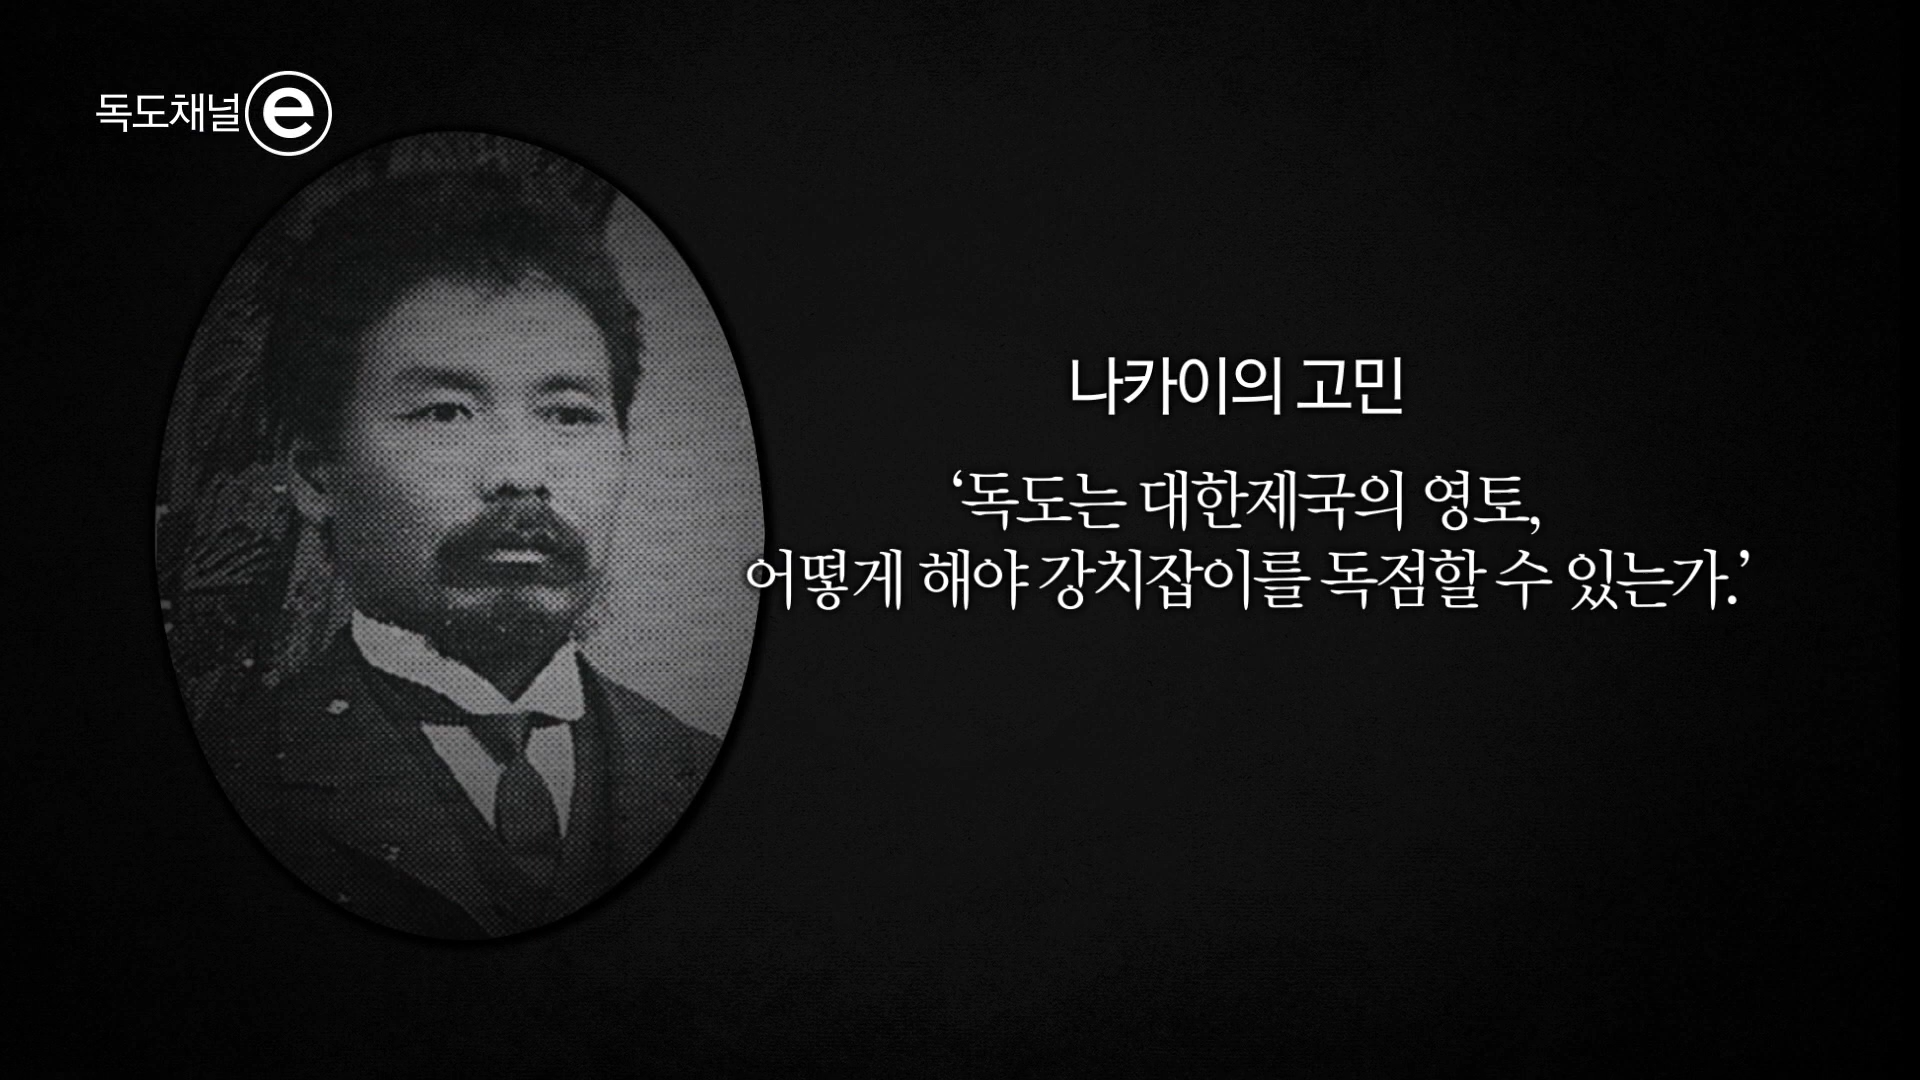 독도채널e
나카이의 고민
‘독도는 대한제국의 영토,
어떻게 해야 강치잡이를 독점할 수 있는가.’